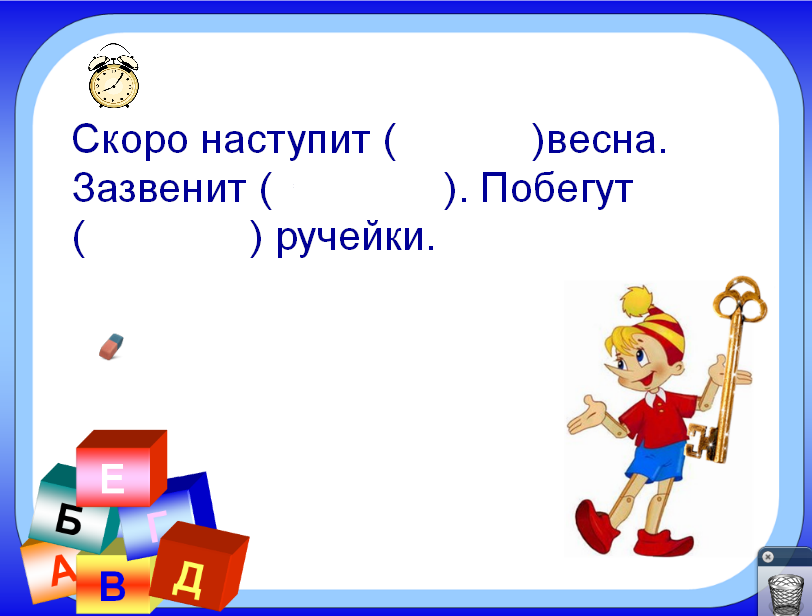 Скоро наступит (            )весна.
Зазвенит (               ). Побегут
(               ) ручейки.
Е
Б
Г
А
В
Д